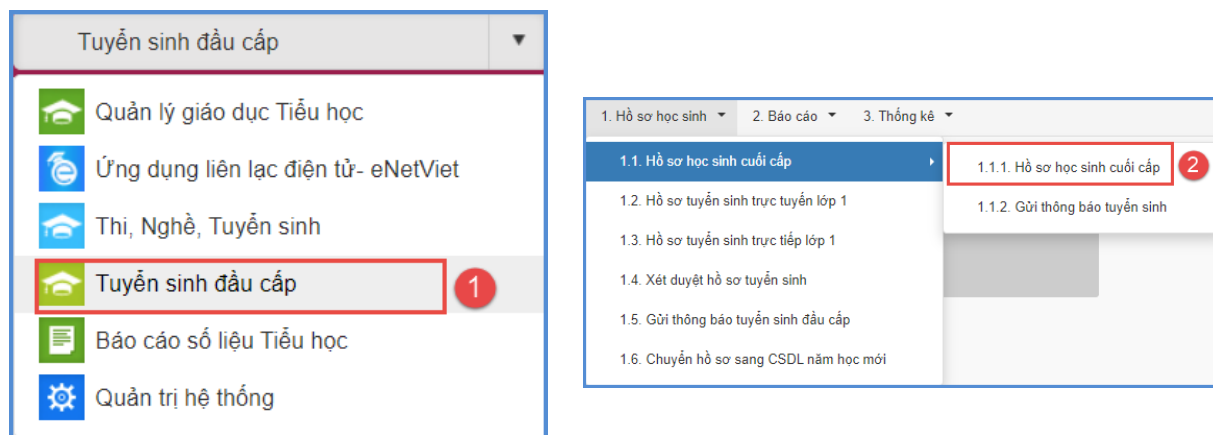 Tuyển sinh đầu cấp
Quản lý giáo dục Tiểu học
Ứng dụng liên lạc điện tử- eNetViet
Thi, Nghề, Tuyển sinh
Tuyển sinh đầu cấp 1
Báo cáo số liệu Tiểu học
Quản trị hệ thống
1. Hồ sơ học sinh 2. Báo cáo 3. Thống kê
1.1. Hồ sơ học sinh cuối cấp
1.2. Hồ sơ tuyển sinh trực tuyến lớp 1
1.3. Hồ sơ tuyển sinh trực tiếp lớp 1
1.4. Xét duyệt hồ sơ tuyển sinh
1.5. Gửi thông báo tuyển sinh đầu cấp
1.6. Chuyển hồ sơ sang CSDL năm học mới
1.1.1. Hồ sơ học sinh cuối cấp 2
1.1.2. Gửi thông báo tuyển sinh